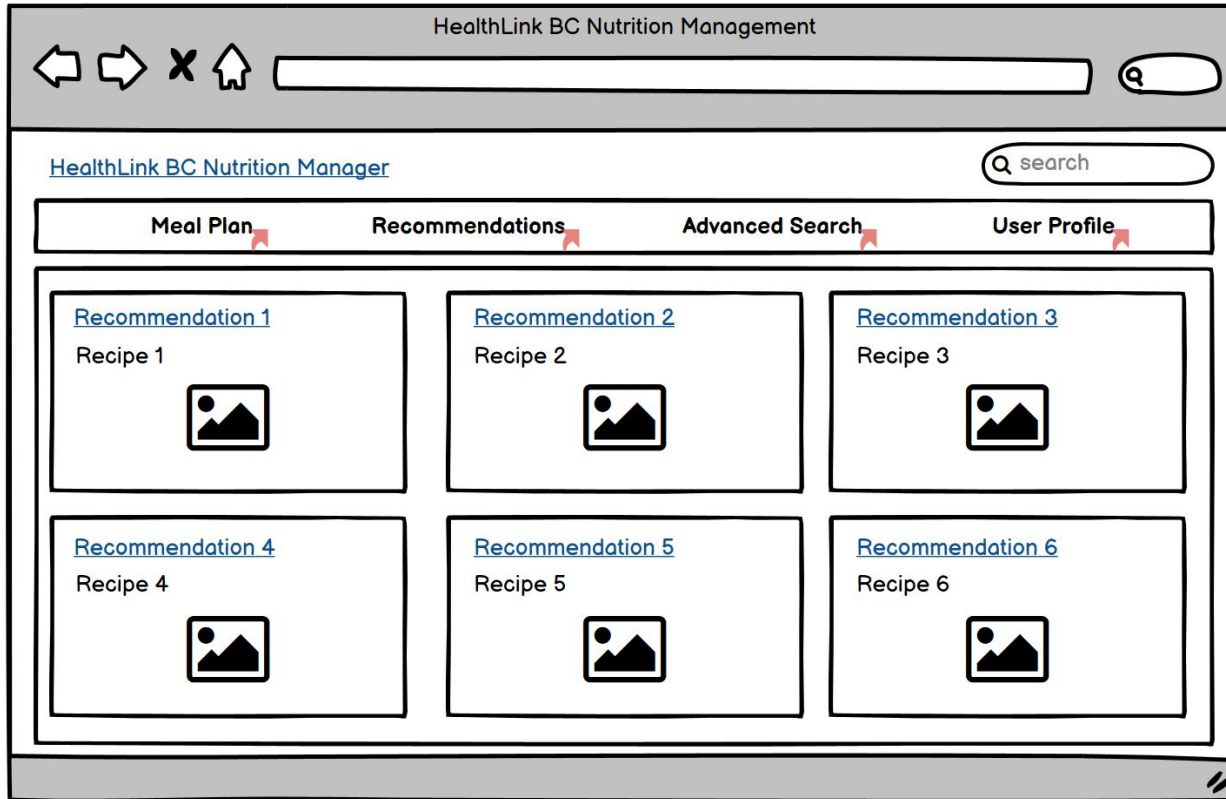 HealthLink BC Nutrition Management
HealthLink BC Nutrition Manager
search
Meal Plan Recommendations Advanced Search User Profile
Recommendation 1 Recommendation 2 Recommendation 3
Recipe 1 Recipe 2 Recipe 3
Recommendation 4 Recommendation 5 Recommendation 6
Recipe 4 Recipe 5 Recipe 6